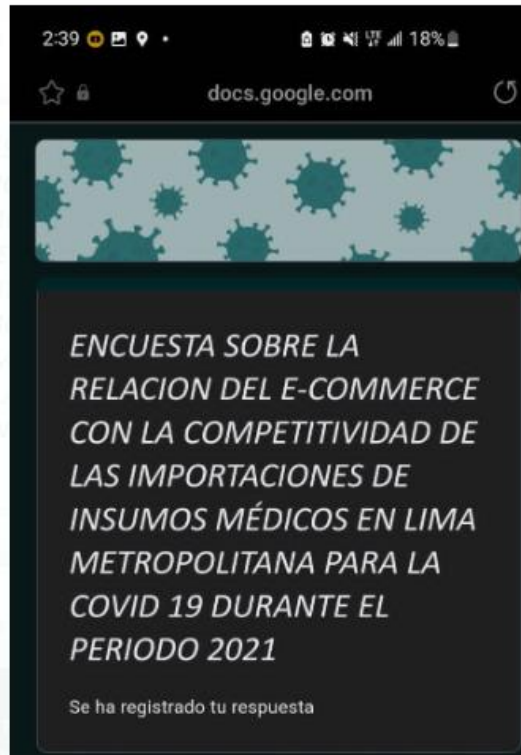 2:39
LTE 18%
docs.google.com
ENCUESTA SOBRE LA
RELACION DEL E-COMMERCE
CON LA COMPETITIVIDAD DE
LAS IMPORTACIONES DE
INSUMOS MÉDICOS EN LIMA
METROPOLITANA PARA LA
COVID 19 DURANTE EL
PERIODO 2021
Se ha registrado tu respuesta